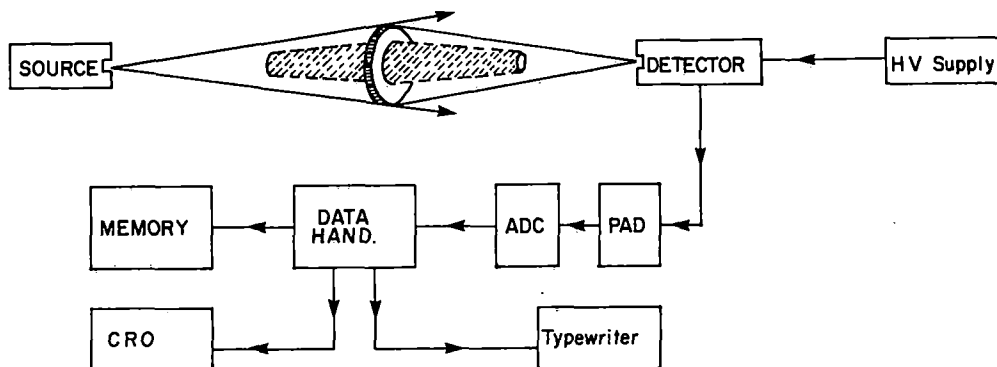 SOURCE
DETECTOR
HV Supply
MEMORY
DATA
HAND.
ADC
PAD
CRO
Typewriter